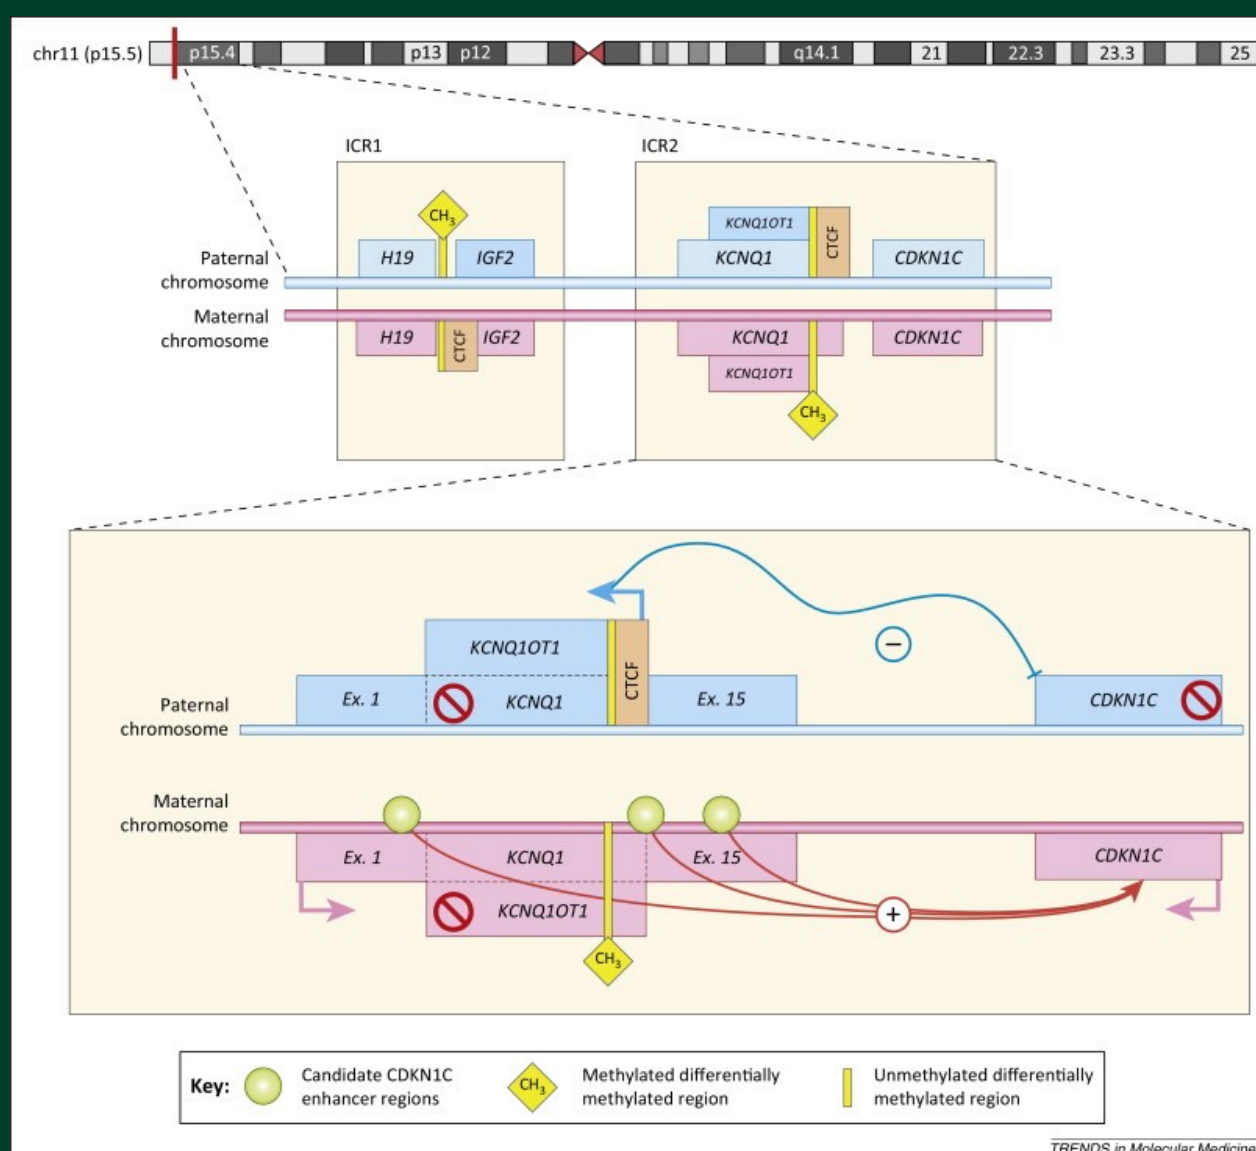 chr11 (p15.5)
p15.4
p13
p12
q14.1
21
22.3
23.3
25
ICR1
ICR2
CH3
KCNQ1OT1
CTCF
Paternal
chromosome
H19
IGF2
KCNQ1
CDKN1C
Maternal
chromosome
H19
CTCF
IGF2
KCNQ1
CDKN1C
KCNQ1OT1
CH3
KCNQ1OT1
CTCF
−
Paternal
chromosome
Ex. 1
KCNQ1
Ex. 15
CDKN1C
Maternal
chromosome
Ex. 1
KCNQ1
Ex. 15
CDKN1C
KCNQ1OT1
+
CH3
Key:
Candidate CDKN1C
enhancer regions
CH3
Methylated differentially
methylated region
Unmethylated differentially
methylated region
TRENDS in Molecular Medicine